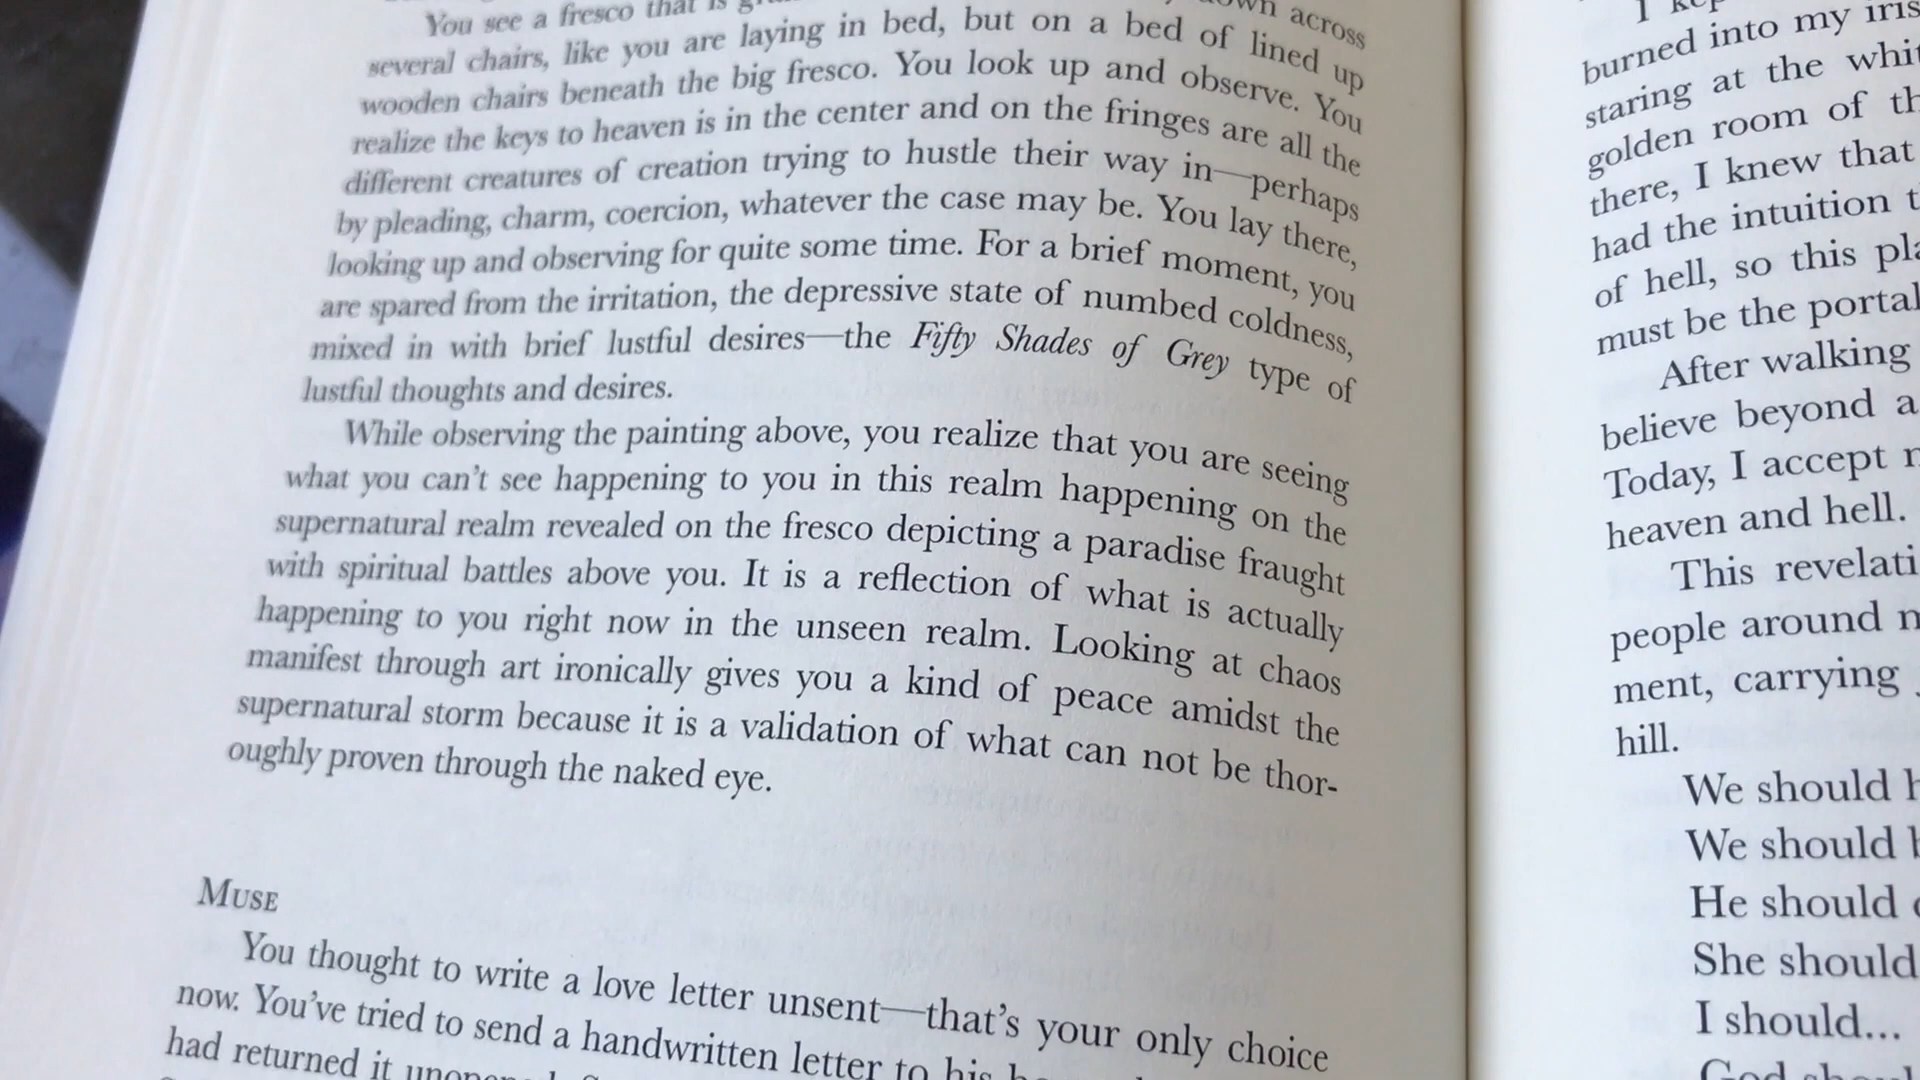 You see a fresco that is
across
several chairs, like you are laying in bed, but on a bed of lined up
wooden chairs beneath the big fresco. You look up and observe. You
realize the keys to heaven is in the center and on the fringes are all the
different creatures of creation trying to hustle their way in—perhaps
by pleading, charm, coercion, whatever the case may be. You lay there,
looking up and observing for quite some time. For a brief moment, you
are spared from the irritation, the depressive state of numbed coldness,
mixed in with brief lustful desires—the Fifty Shades of Grey type of
lustful thoughts and desires.
While observing the painting above, you realize that you are seeing
what you can't see happening to you in this realm happening on the
supernatural realm revealed on the fresco depicting a paradise fraught
with spiritual battles above you. It is a reflection of what is actually
happening to you right now in the unseen realm. Looking at chaos
manifest through art ironically gives you a kind of peace amidst the
supernatural storm because it is a validation of what can not be thor-
oughly proven through the naked eye.
MUSE
You thought to write a love letter unsent—that's your only choice
now. You've tried to send a handwritten letter to his
had returned it
I
burned into my
staring at the
golden room of
there, I knew that
had the intuition
of hell, so this
must be the portal
After walking
believe beyond a
Today, I accept
heaven and hell.
This
people around
ment, carrying
hill.
We should
We should
He should
She should
I should...
God